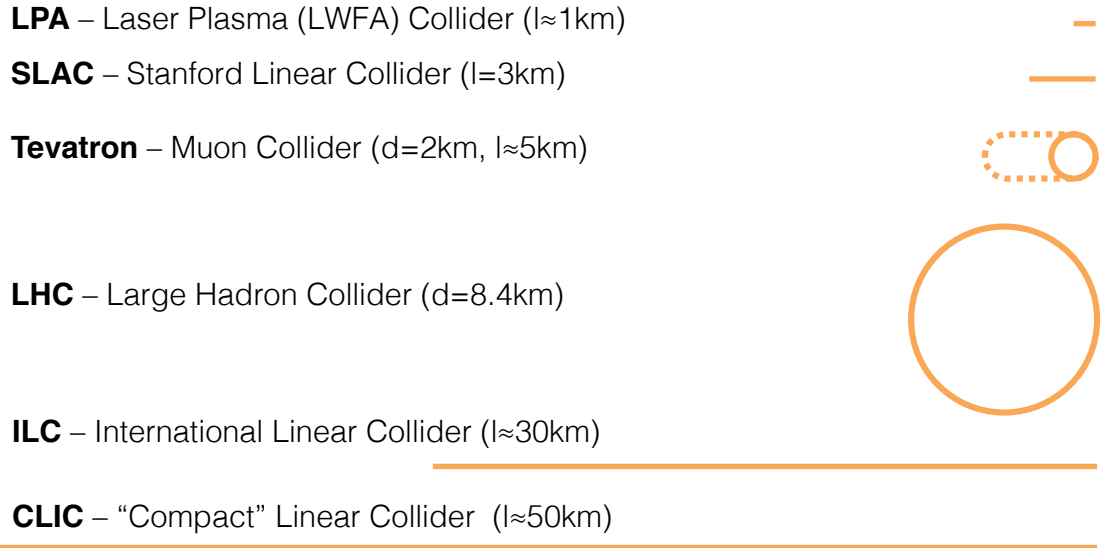 LPA – Laser Plasma (LWFA) Collider (l≈1km)
SLAC – Stanford Linear Collider (l=3km)
Tevatron – Muon Collider (d=2km, l≈5km)
LHC – Large Hadron Collider (d=8.4km)
ILC – International Linear Collider (l≈30km)
CLIC – “Compact” Linear Collider (l≈50km)